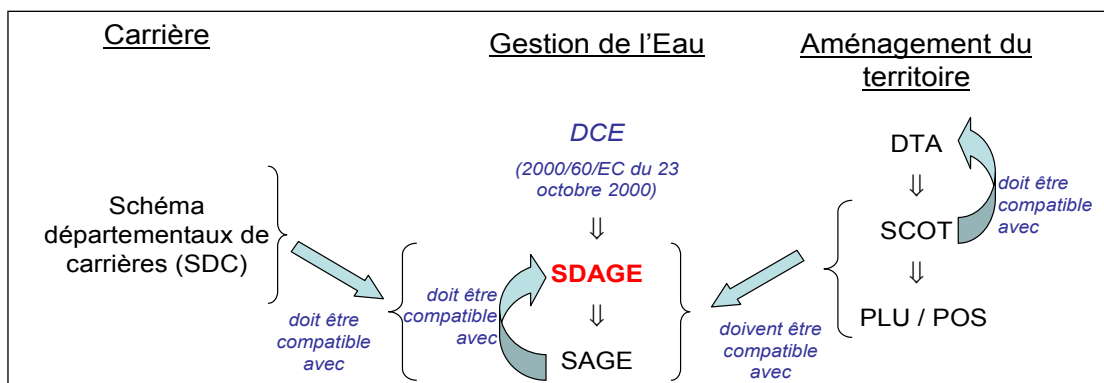 Carrière
Gestion de l'Eau
Aménagement du
territoire
DCE
(2000/60/EC du 23
octobre 2000)
⇓
SDAGE
⇓
SAGE
doit être
compatible
avec
Schéma
départementaux de
carrières (SDC)
doit être
compatible
avec
DTA
⇓
SCOT
⇓
PLU / POS
doit être
compatible
avec
doivent être
compatible
avec